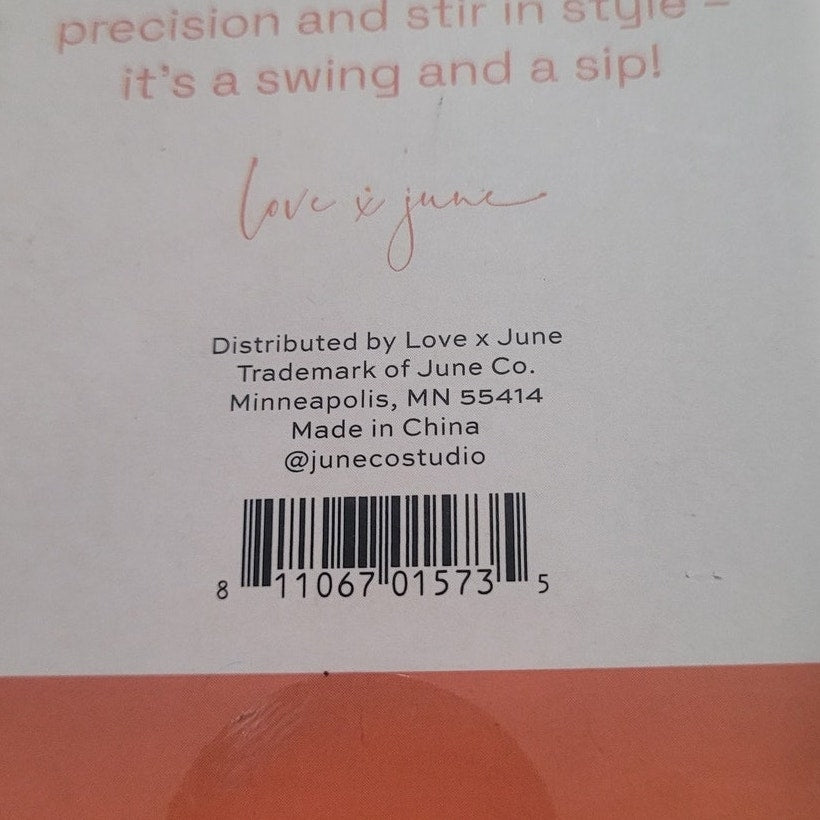 precision and stir in style –
it's a swing and a sip!
love x june
Distributed by Love x June
Trademark of June Co.
Minneapolis, MN 55414
Made in China
@junecostudio
8 11067 01573 5